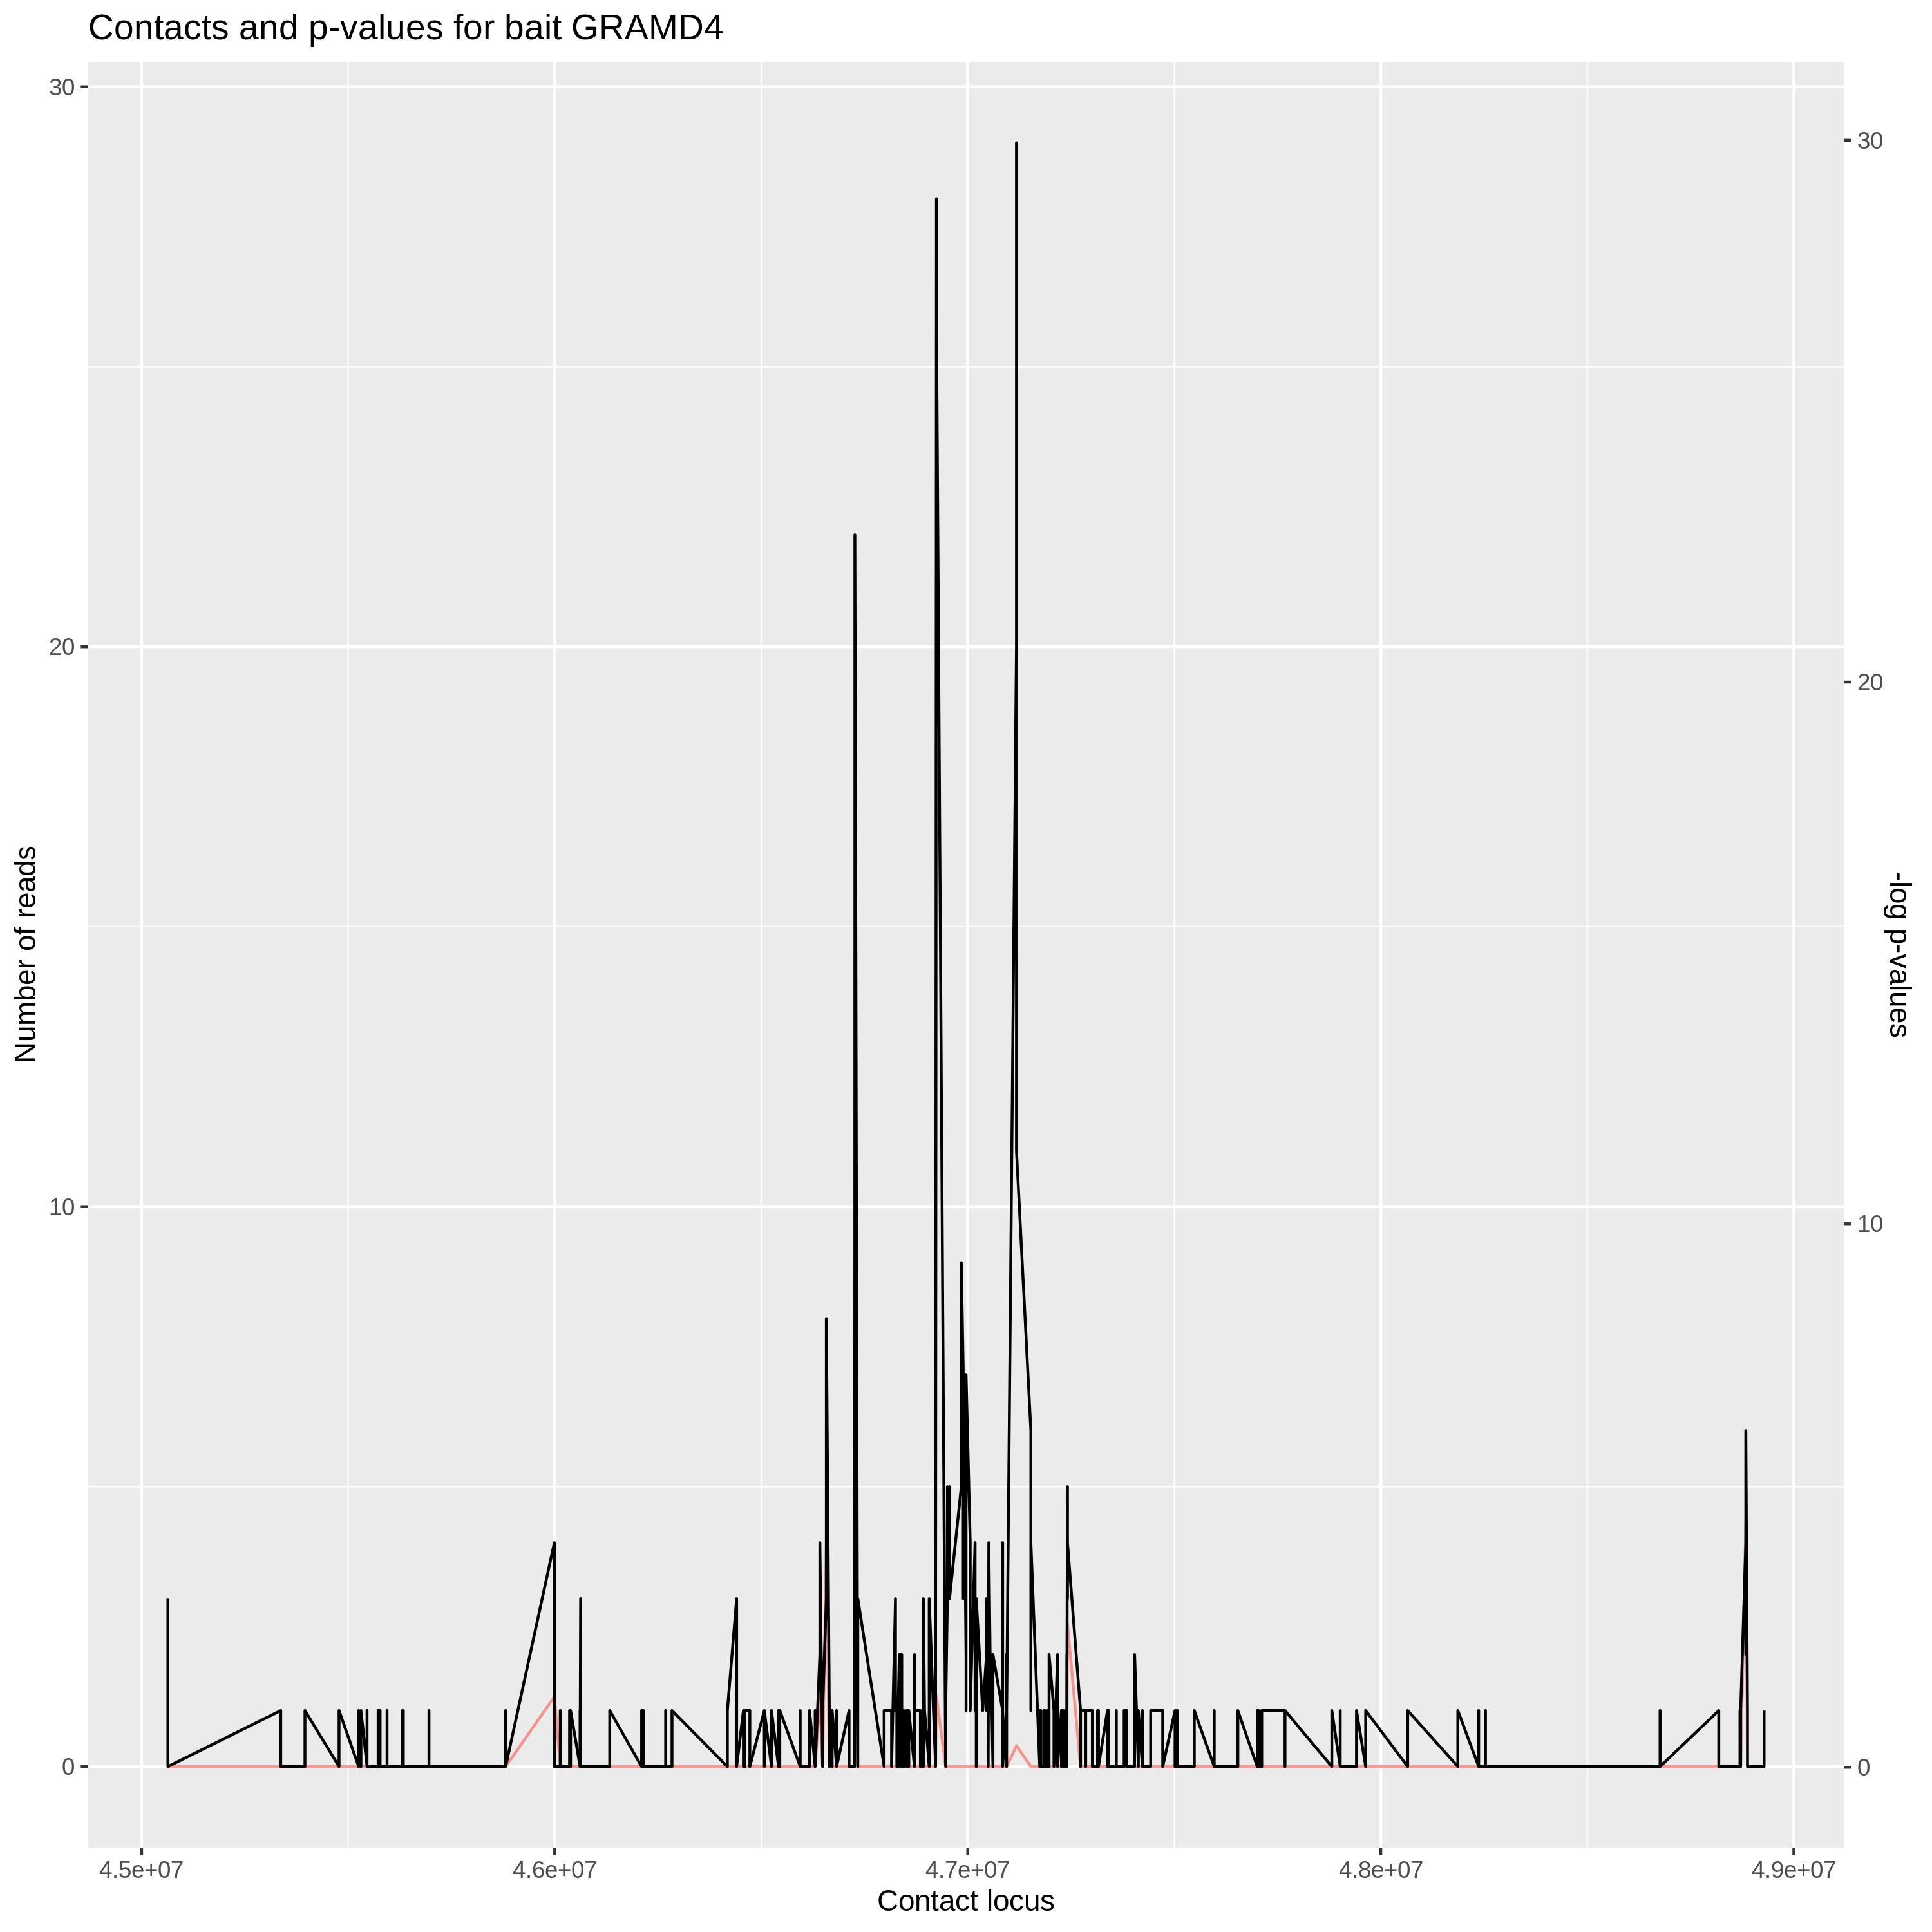 Contacts and p-values for bait GRAMD4
30
20
10
0
Number of reads
30
20
10
0
-log p-values
4.5e+07
4.6e+07
4.7e+07
4.8e+07
4.9e+07
Contact locus